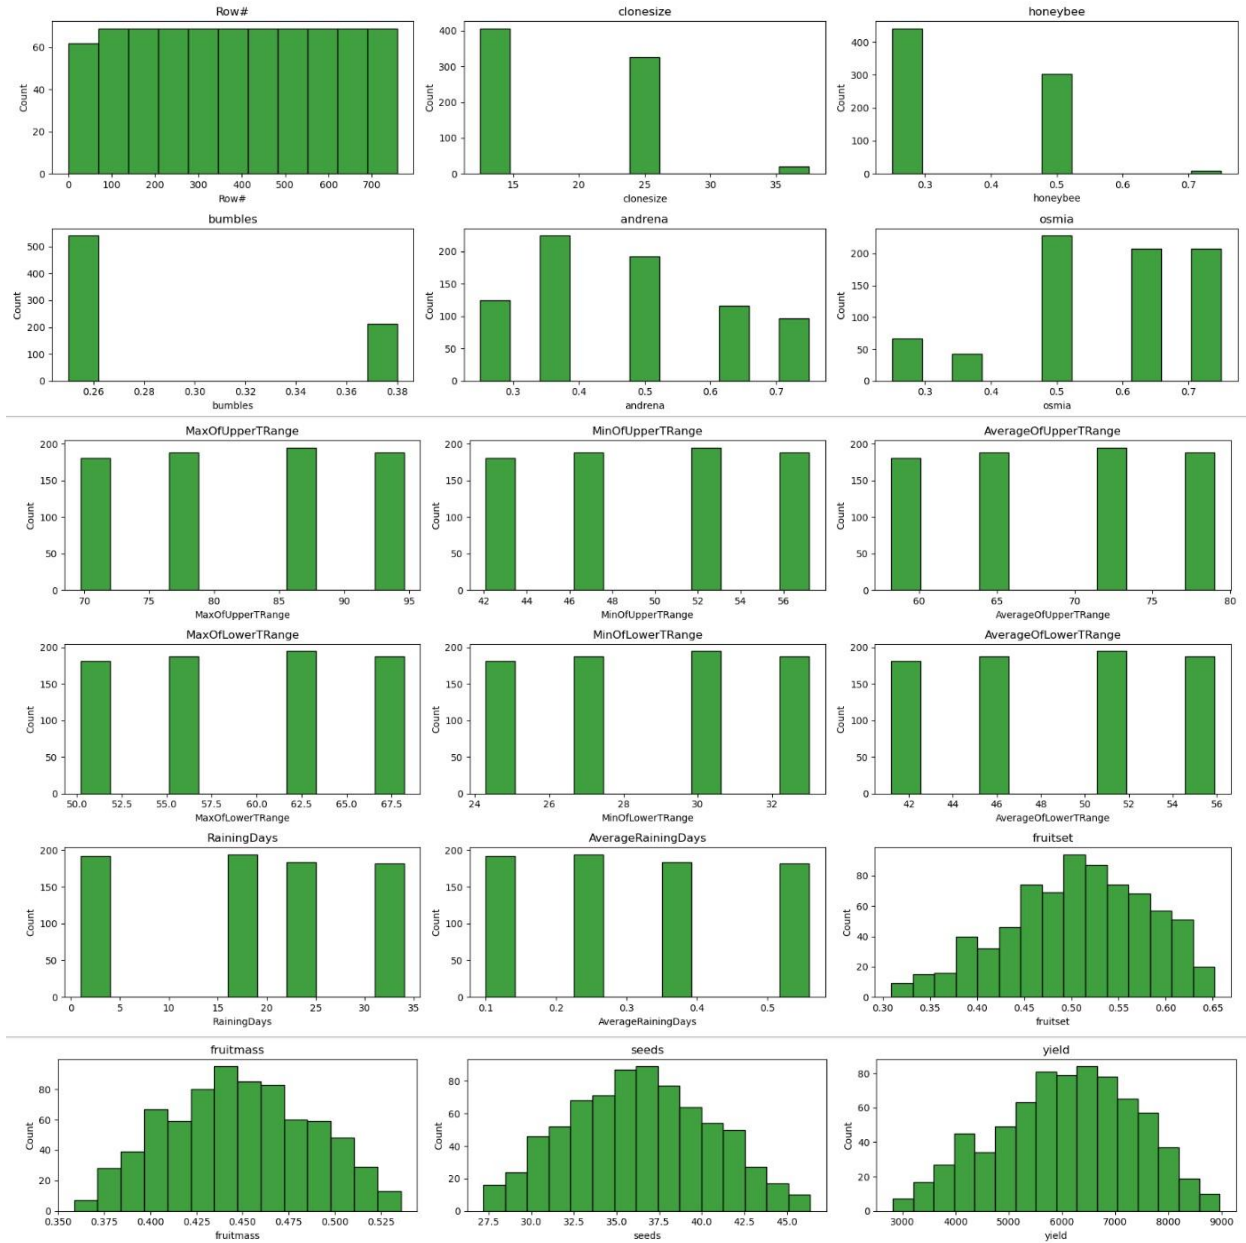 Row#
Count
60
40
20
0
0 100 200 300 400 500 600 700
Row#
clonesize
Count
400
300
200
100
0
15 20 25 30 35
clonesize
honeybee
Count
400
300
200
100
0
0.3 0.4 0.5 0.6 0.7
honeybee
bumbles
Count
500
400
300
200
100
0
0.26 0.28 0.30 0.32 0.34 0.36 0.38
bumbles
andrena
Count
200
150
100
50
0
0.3 0.4 0.5 0.6 0.7
andrena
osmia
Count
200
150
100
50
0
0.3 0.4 0.5 0.6 0.7
osmia
MaxOfUpperTRange
Count
200
150
100
50
0
70 75 80 85 90 95
MaxOfUpperTRange
MinOfUpperTRange
Count
200
150
100
50
0
42 44 46 48 50 52 54 56
MinOfUpperTRange
AverageOfUpperTRange
Count
200
150
100
50
0
60 65 70 75 80
AverageOfUpperTRange
MaxOfLowerTRange
Count
200
150
100
50
0
50.0 52.5 55.0 57.5 60.0 62.5 65.0 67.5
MaxOfLowerTRange
MinOfLowerTRange
Count
200
150
100
50
0
24 26 28 30 32
MinOfLowerTRange
AverageOfLowerTRange
Count
200
150
100
50
0
42 44 46 48 50 52 54 56
AverageOfLowerTRange
RainingDays
Count
200
150
100
50
0
0 5 10 15 20 25 30 35
RainingDays
AverageRainingDays
Count
200
150
100
50
0
0.1 0.2 0.3 0.4 0.5
AverageRainingDays
fruitset
Count
80
60
40
20
0
0.30 0.35 0.40 0.45 0.50 0.55 0.60 0.65
fruitset
fruitmass
Count
80
60
40
20
0
0.350 0.375 0.400 0.425 0.450 0.475 0.500 0.525
fruitmass
seeds
Count
80
60
40
20
0
27.5 30.0 32.5 35.0 37.5 40.0 42.5 45.0
seeds
yield
Count
80
60
40
20
0
3000 4000 5000 6000 7000 8000 9000
yield